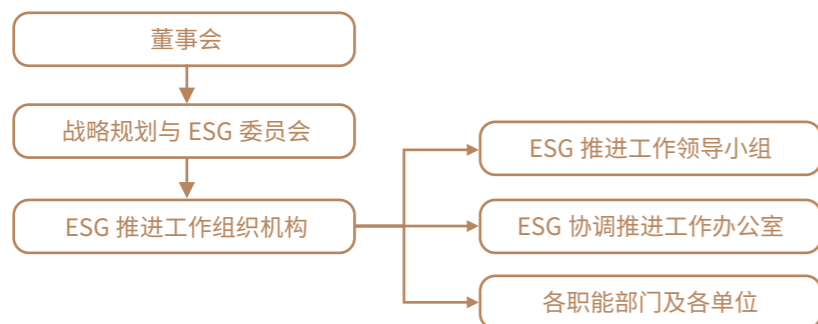 董事会
战略规划与 ESG 委员会
ESG 推进工作组织机构
ESG 推进工作领导小组
ESG 协调推进工作办公室
各职能部门及各单位